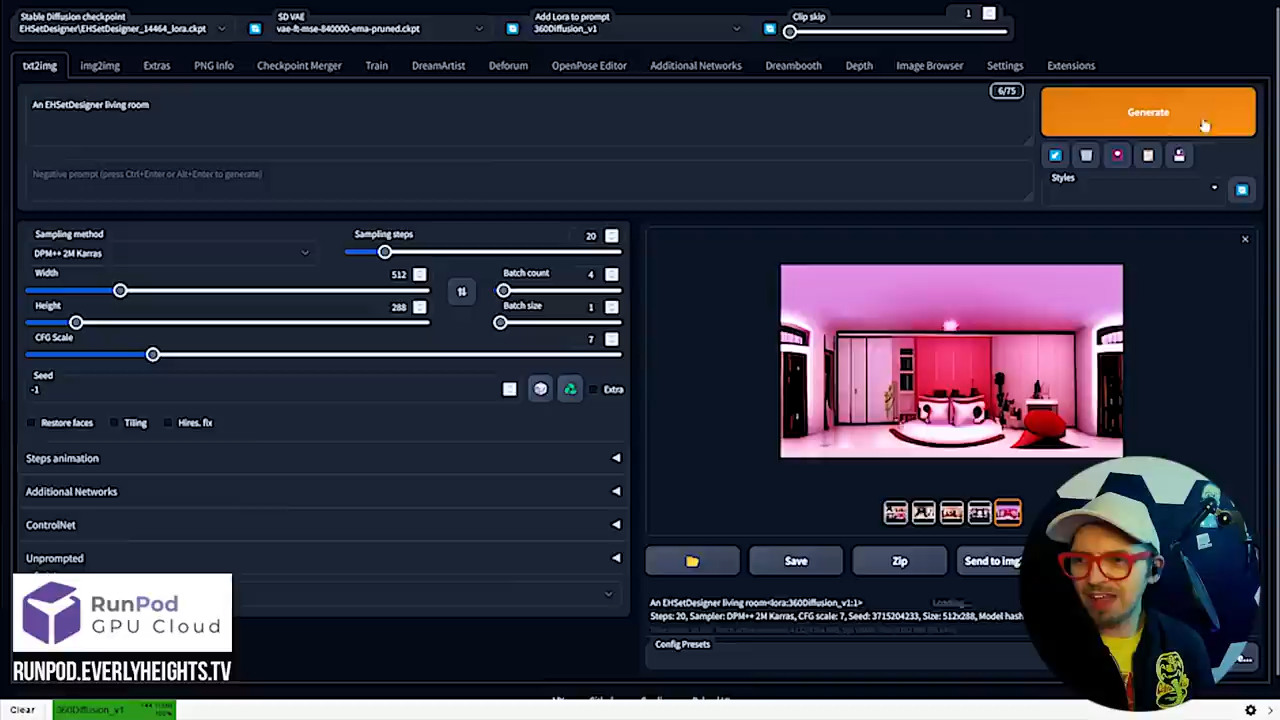 Stable Diffusion checkpoint
EHSetDesigner\EHSetDesigner_14464_lora.ckpt
SD VAE
vae-ft-mse-840000-ema-pruned.ckpt
Add Lora to prompt
360Diffusion_v1
Clip skip
1
txt2img
img2img
Extras
PNG Info
Checkpoint Merger
Train
DreamArtist
Deforum
OpenPose Editor
Additional Networks
Dreambooth
Depth
Image Browser
Settings
Extensions
An EHSetDesigner living room
6/75
Generate
Negative prompt (press Ctrl+Enter or Alt+Enter to generate)
Styles
Sampling method
DPM++ 2M Karras
Sampling steps
20
Width
512
Batch count
4
Height
288
Batch size
1
CFG Scale
7
Seed
-1
Extra
Restore faces
Tiling
Hires. fix
Steps animation
Additional Networks
ControlNet
Unprompted
Save
Zip
Send to img
An EHSetDesigner living room<lora:360Diffusion_v1:1>
Loading...
Steps: 20, Sampler: DPM++ 2M Karras, CFG scale: 7, Seed: 3715204233, Size: 512x288, Model hash
Config Presets
RunPod
GPU Cloud
RUNPOD.EVERLYHEIGHTS.TV
Clear
360Diffusion_v1
100%